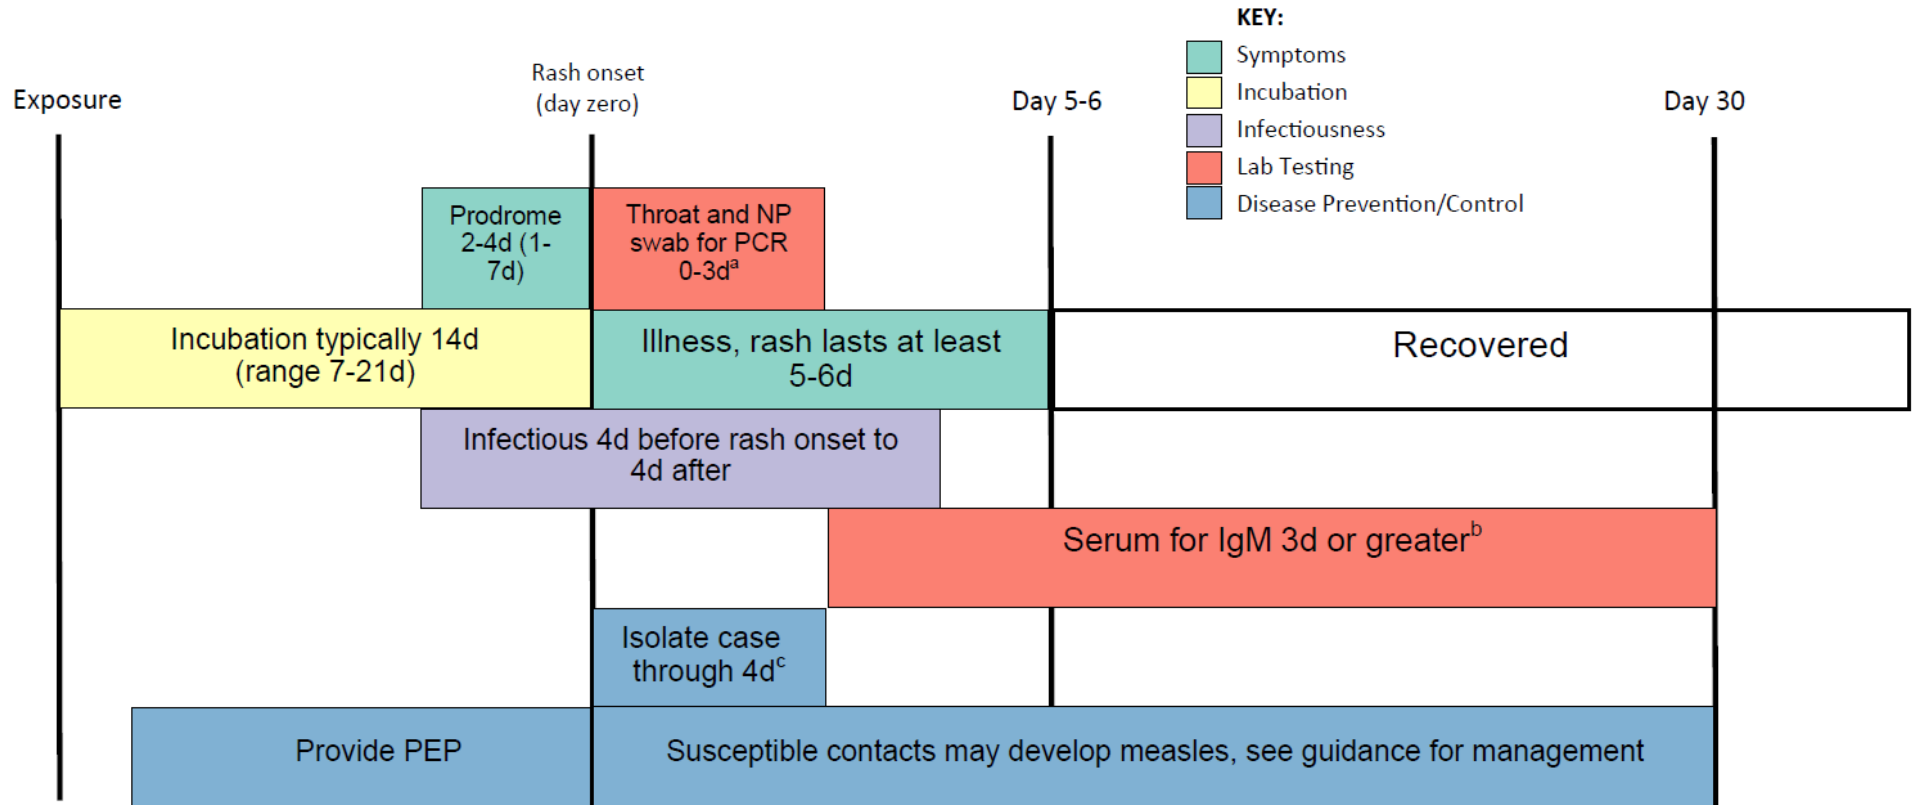 KEY:
Symptoms
Incubation
Infectiousness
Lab Testing
Disease Prevention/Control
Exposure
Rash onset
(day zero)
Day 5-6
Day 30
Prodrome
2-4d (1-
7d)
Throat and NP
swab for PCR
0-3dᵃ
Incubation typically 14d
(range 7-21d)
Illness, rash lasts at least
5-6d
Recovered
Infectious 4d before rash onset to
4d after
Serum for IgM 3d or greaterᵇ
Isolate case
through 4dᶜ
Provide PEP
Susceptible contacts may develop measles, see guidance for management